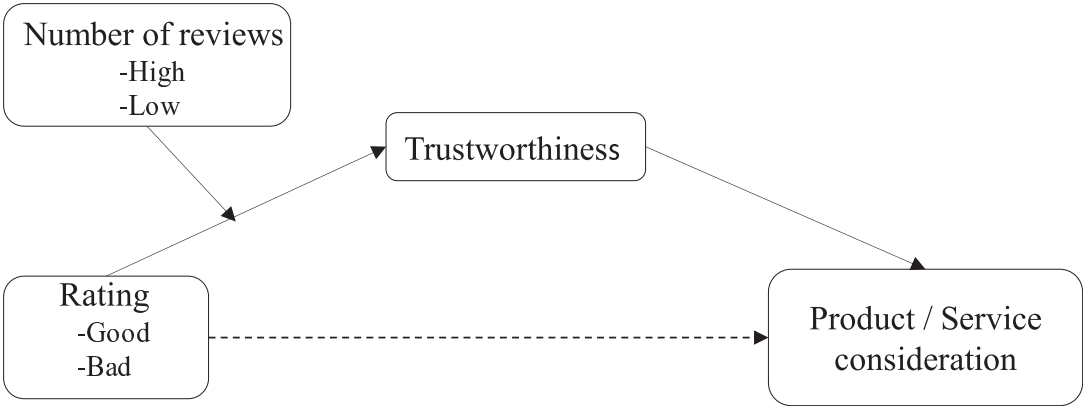 Number of reviews
-High
-Low
Trustworthiness
Rating
-Good
-Bad
Product / Service
consideration